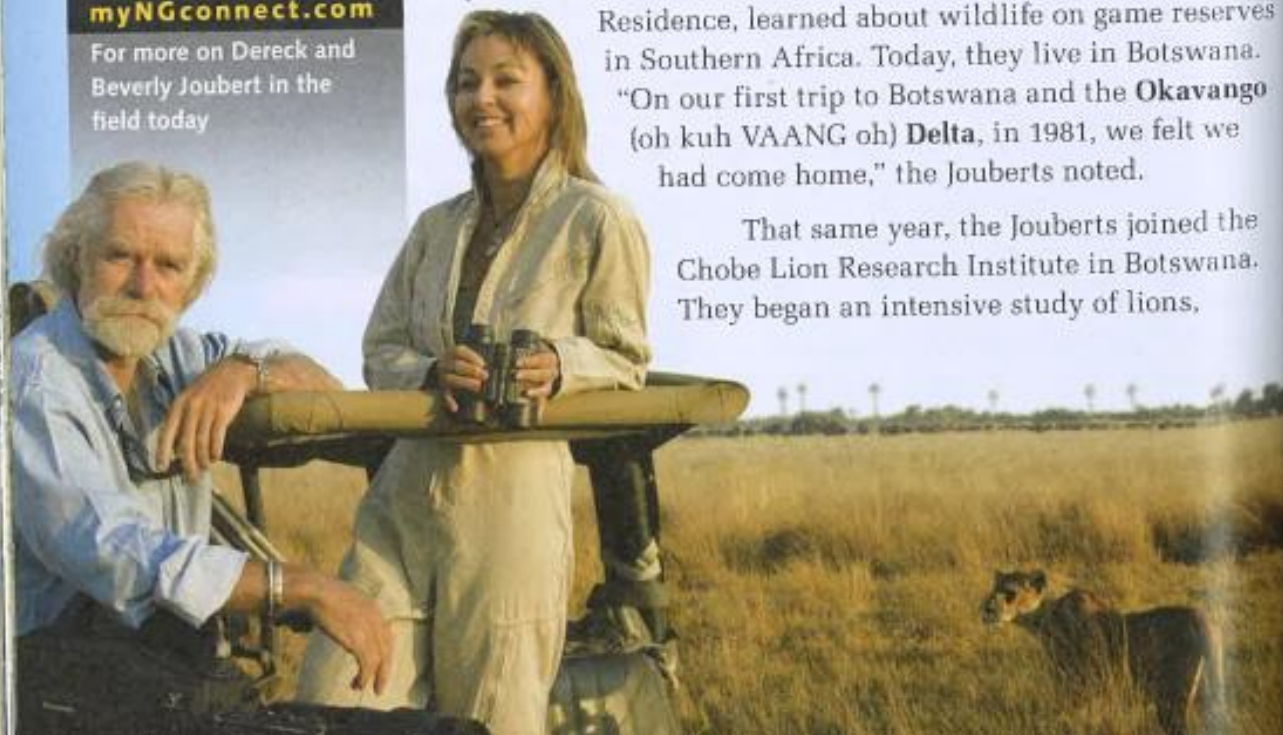 myNGconnect.com
For more on Dereck and
Beverly Joubert in the
field today
Residence, learned about wildlife on game reserves
in Southern Africa. Today, they live in Botswana.
“On our first trip to Botswana and the Okavango
(oh kuh VAANG oh) Delta, in 1981, we felt we
had come home,” the Jouberts noted.
That same year, the Jouberts joined the
Chobe Lion Research Institute in Botswana.
They began an intensive study of lions,